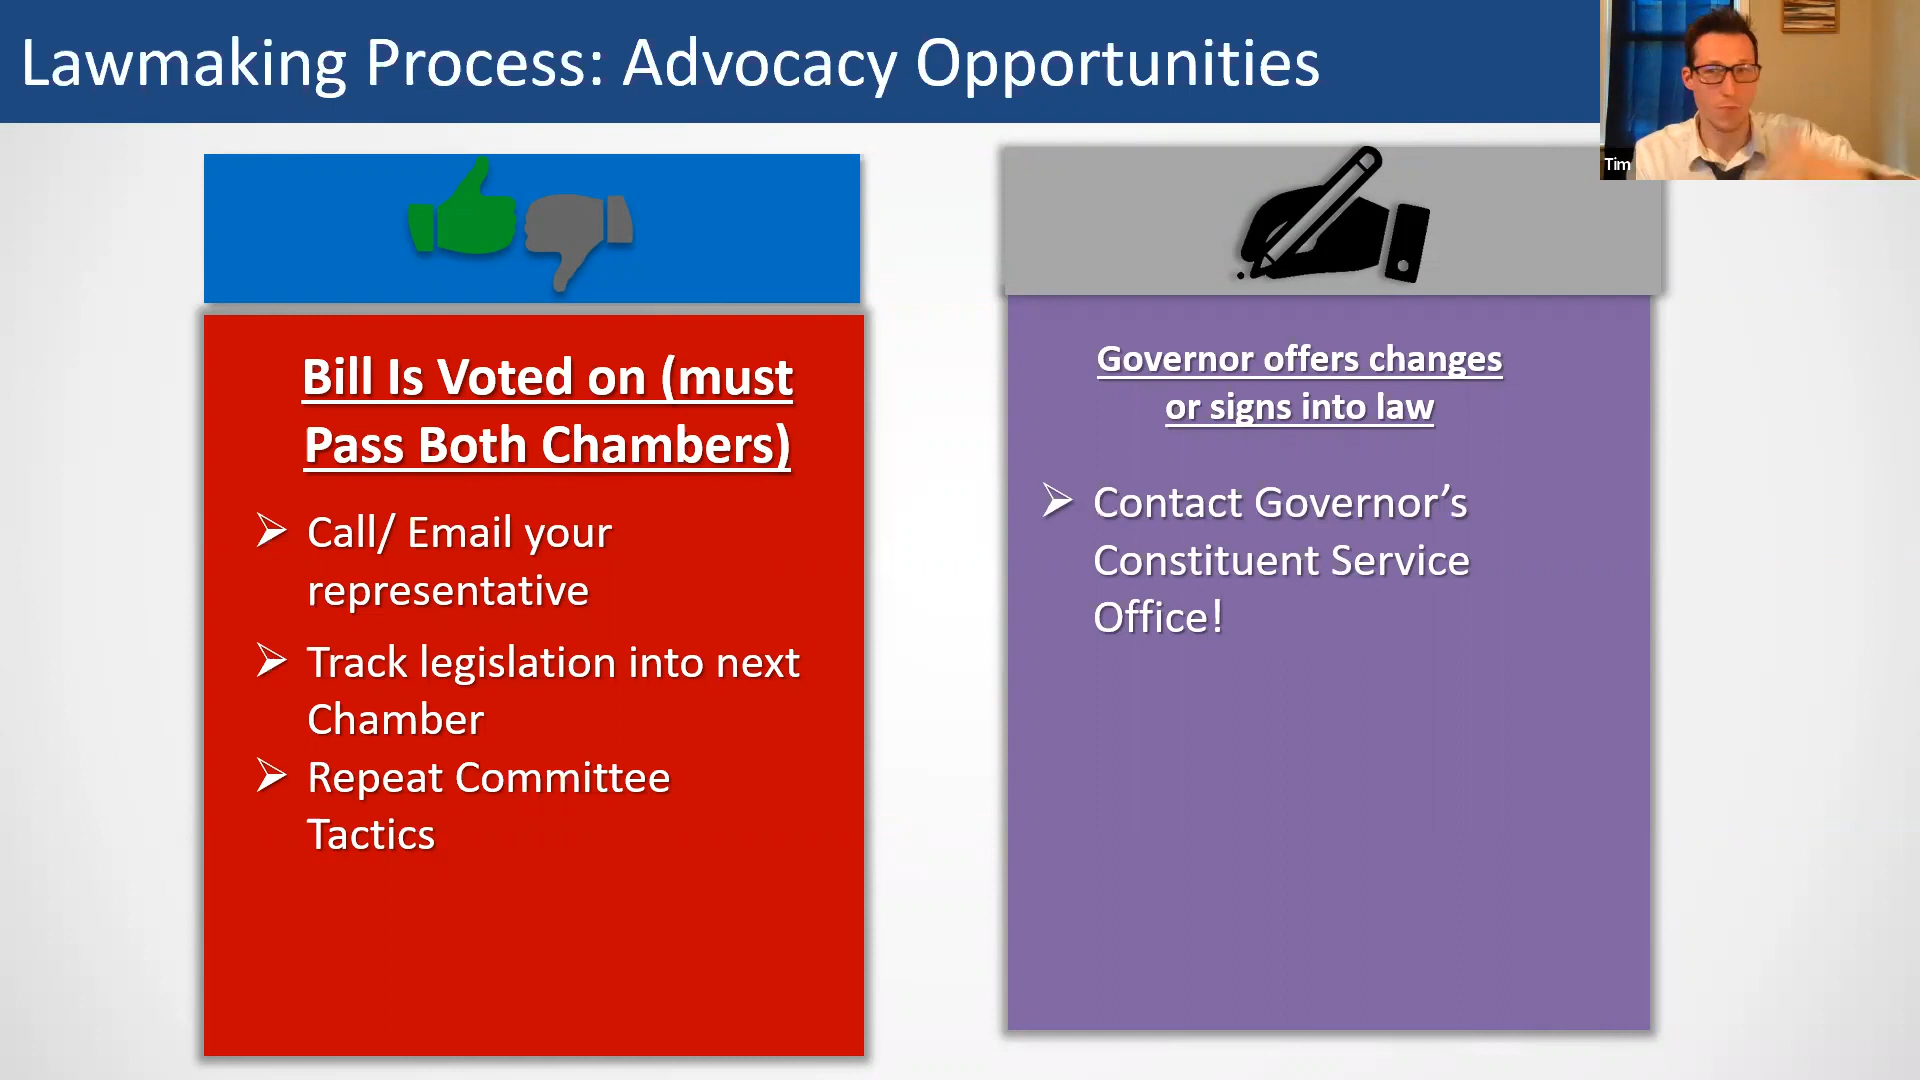 Lawmaking Process: Advocacy Opportunities
Tim
Bill Is Voted on (must
Pass Both Chambers)
Call/ Email your
representative
Track legislation into next
Chamber
Repeat Committee
Tactics
Governor offers changes
or signs into law
Contact Governor’s
Constituent Service
Office!